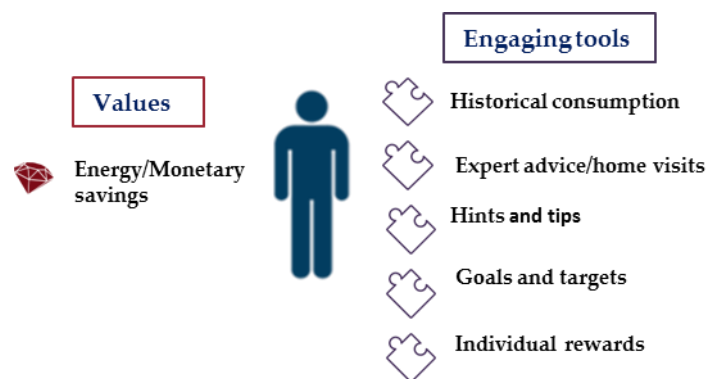 Values
Energy/Monetary
savings
Engaging tools
Historical consumption
Expert advice/home visits
Hints and tips
Goals and targets
Individual rewards